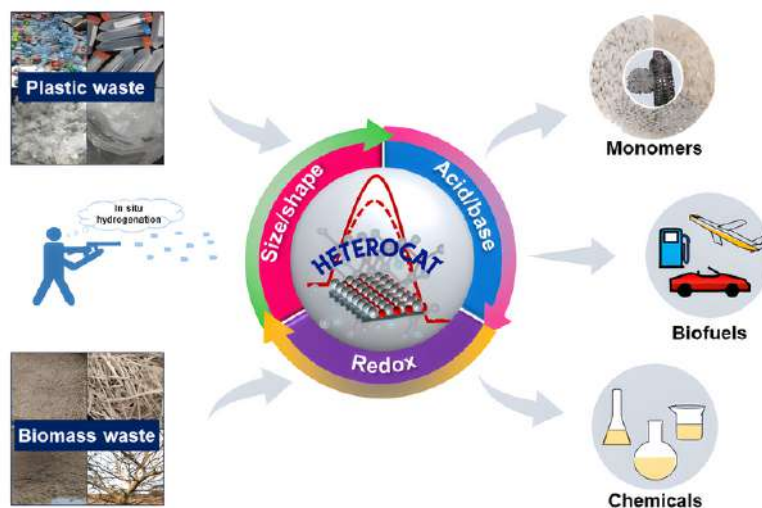 Plastic waste
In situ
hydrogenation
Biomass waste
Size/shape
Acid/base
HETEROCAT
Redox
Monomers
Biofuels
Chemicals